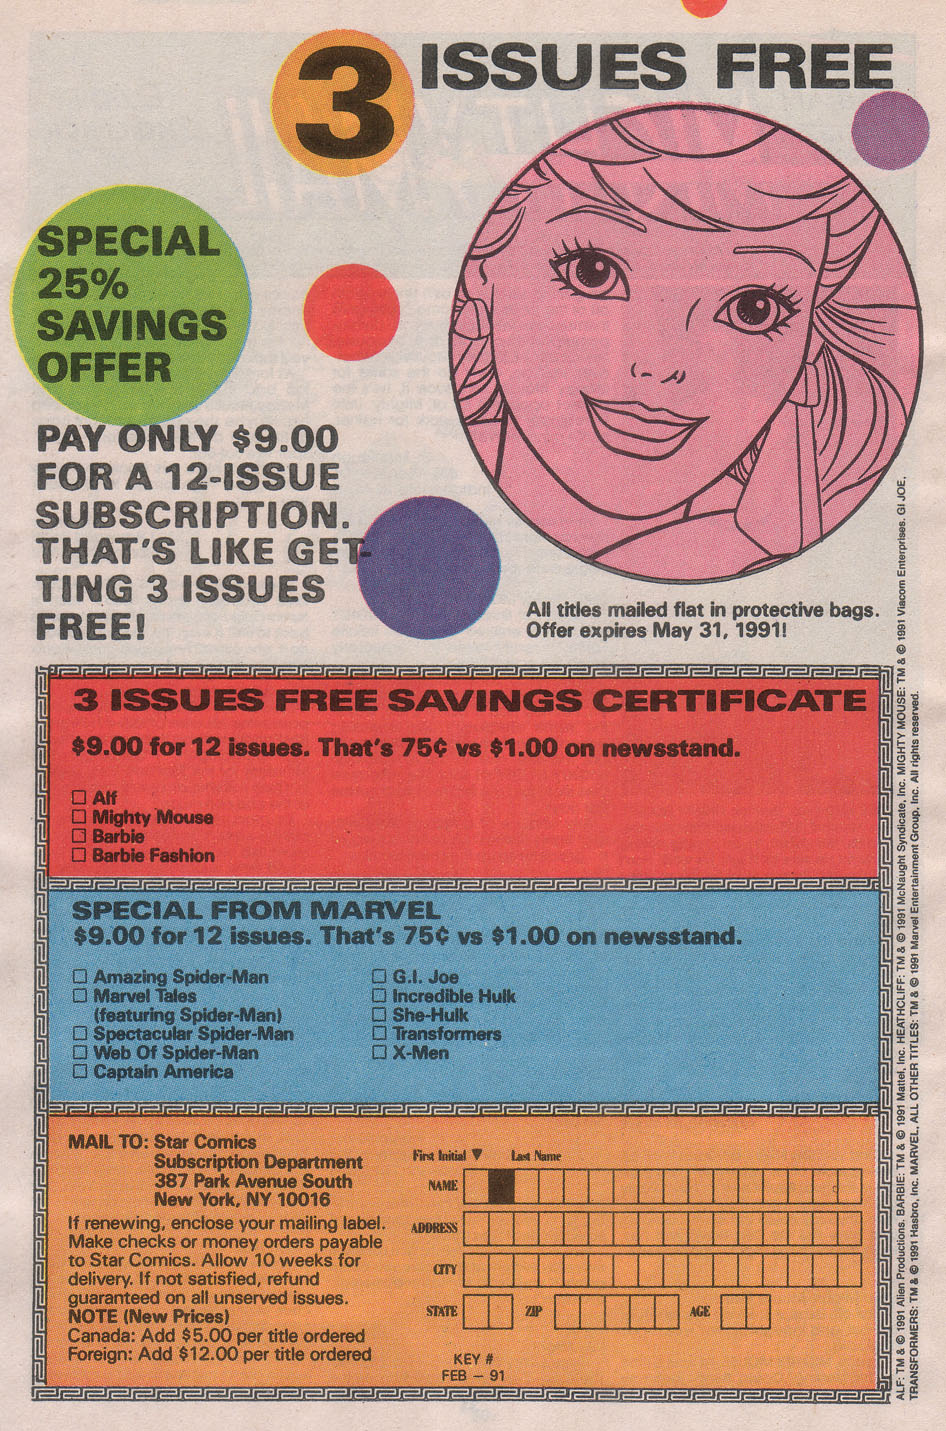 3 ISSUES FREE
SPECIAL
25%
SAVINGS
OFFER
PAY ONLY $9.00
FOR A 12-ISSUE
SUBSCRIPTION.
THAT'S LIKE GET-
TING 3 ISSUES
FREE!
All titles mailed flat in protective bags.
Offer expires May 31, 1991!
3 ISSUES FREE SAVINGS CERTIFICATE
$9.00 for 12 issues. That's 75¢ vs $1.00 on newsstand.
☐ Alf
☐ Mighty Mouse
☐ Barbie
☐ Barbie Fashion
SPECIAL FROM MARVEL
$9.00 for 12 issues. That's 75¢ vs $1.00 on newsstand.
☐ Amazing Spider-Man
☐ Marvel Tales
(featuring Spider-Man)
☐ Spectacular Spider-Man
☐ Web Of Spider-Man
☐ Captain America
☐ G.I. Joe
☐ Incredible Hulk
☐ She-Hulk
☐ Transformers
☐ X-Men
MAIL TO: Star Comics
Subscription Department
387 Park Avenue South
New York, NY 10016
If renewing, enclose your mailing label.
Make checks or money orders payable
to Star Comics. Allow 10 weeks for
delivery. If not satisfied, refund
guaranteed on all unserved issues.
NOTE (New Prices)
Canada: Add $5.00 per title ordered
Foreign: Add $12.00 per title ordered
First Initial ▼ Last Name
NAME
ADDRESS
CITY
STATE ZIP AGE
KEY #
FEB – 91
ALF: TM & © 1991 Alien Productions. BARBIE: TM & © 1991 Mattel, Inc. HEATHCLIFF: TM & © 1991 McNaught Syndicate, Inc. MIGHTY MOUSE: TM & © 1991 Viacom Enterprises. GI JOE,
TRANSFORMERS: TM & © 1991 Hasbro, Inc. MARVEL, ALL OTHER TITLES: TM & © 1991 Marvel Entertainment Group, Inc. All rights reserved.